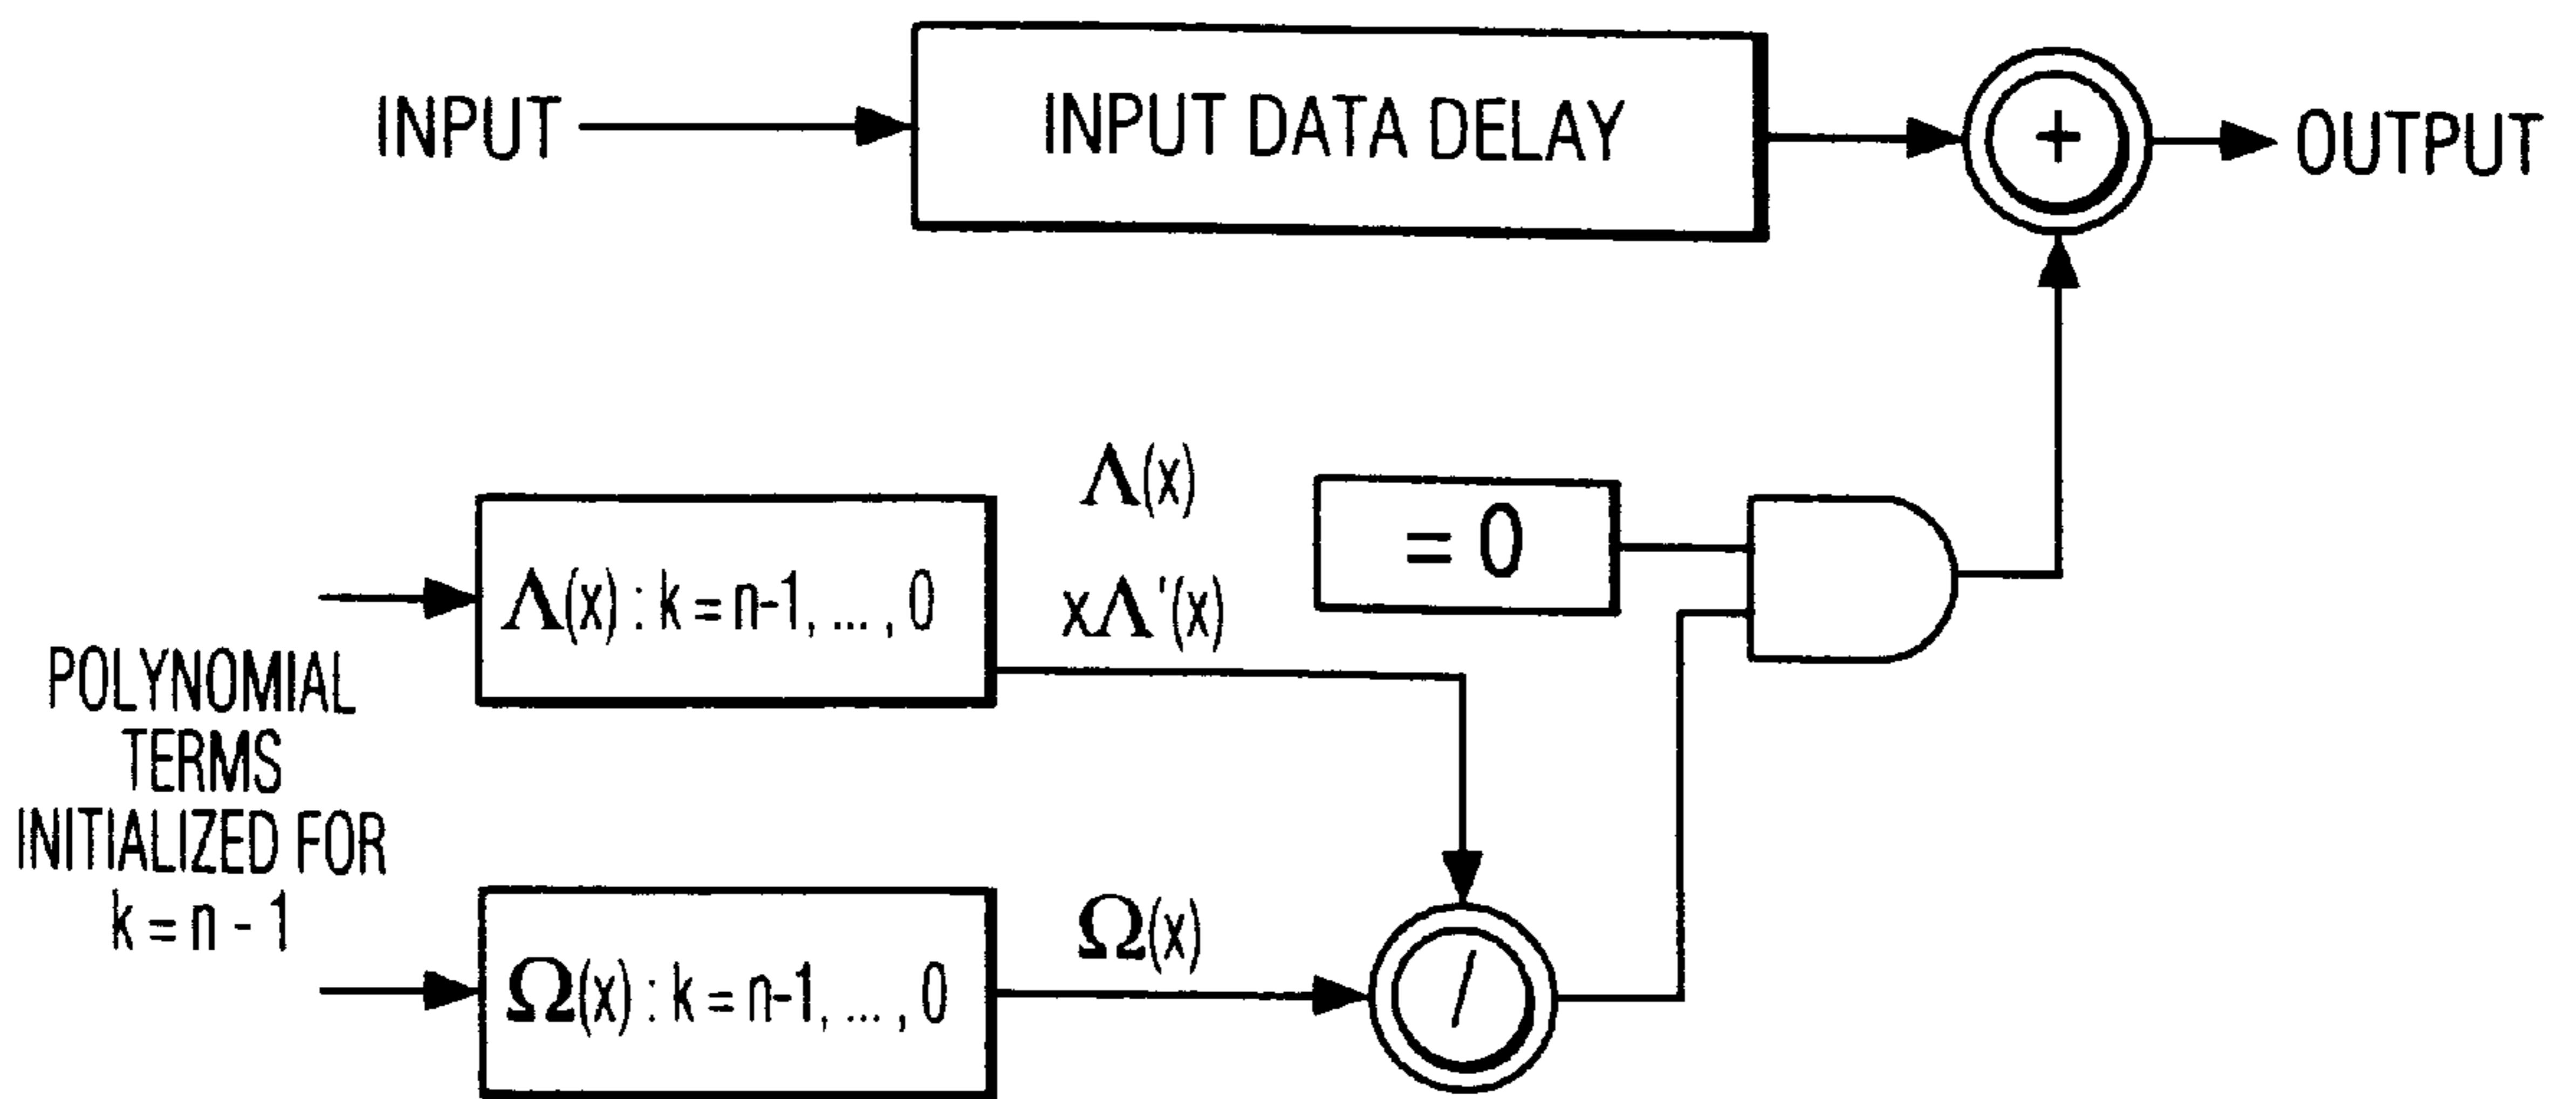 INPUT
INPUT DATA DELAY
+
OUTPUT
Λ(x)
= 0
Λ(x) : k = n-1, ... , 0
xΛ'(x)
POLYNOMIAL
TERMS
INITIALIZED FOR
k = n - 1
Ω(x)
Ω(x) : k = n-1, ... , 0
/